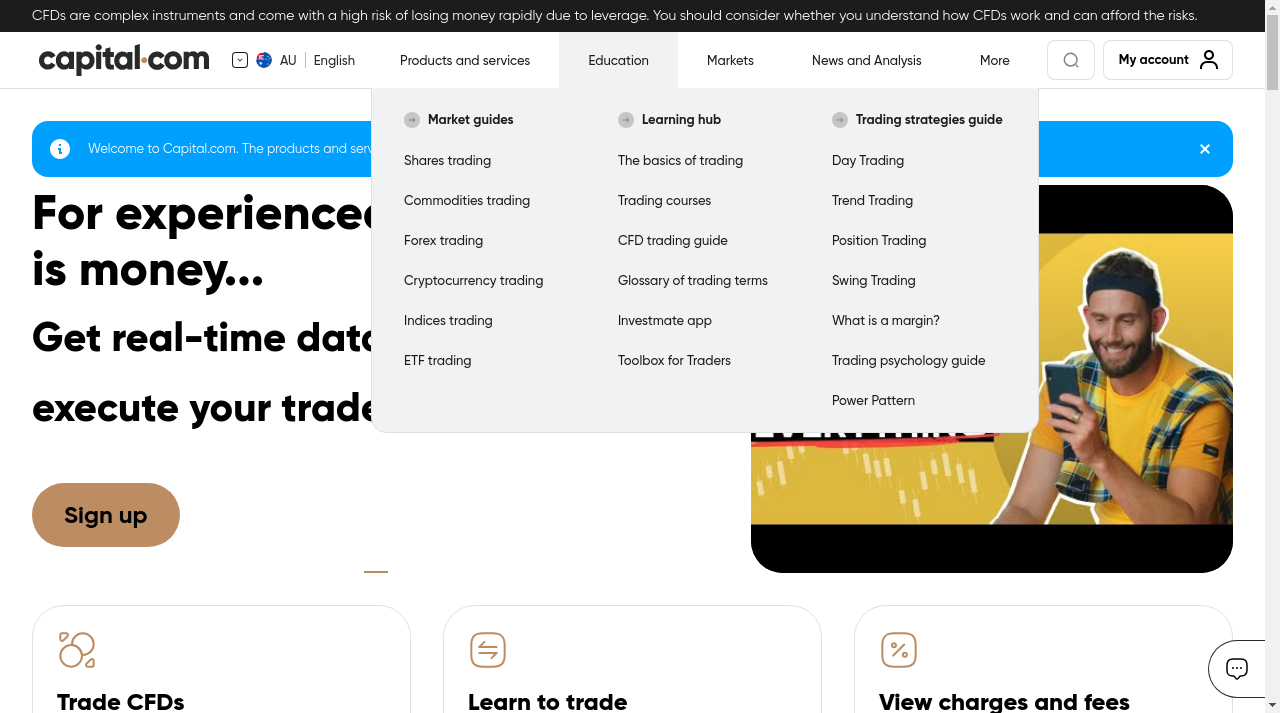 CFDs are complex instruments and come with a high risk of losing money rapidly due to leverage. You should consider whether you understand how CFDs work and can afford the risks.
capital.com
AU English
Products and services
Education
Markets
News and Analysis
More
My account
Welcome to Capital.com. The products and serv
Market guides
Shares trading
Commodities trading
Forex trading
Cryptocurrency trading
Indices trading
ETF trading
Learning hub
The basics of trading
Trading courses
CFD trading guide
Glossary of trading terms
Investmate app
Toolbox for Traders
Trading strategies guide
Day Trading
Trend Trading
Position Trading
Swing Trading
What is a margin?
Trading psychology guide
Power Pattern
For experienced
is money...
Get real-time data
execute your trade
Sign up
Trade CFDs
Learn to trade
View charges and fees